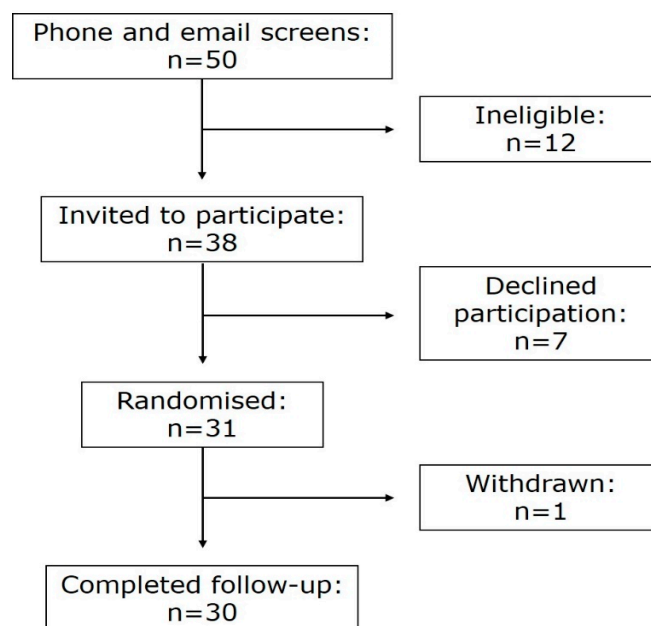 Phone and email screens:
n=50
Ineligible:
n=12
Invited to participate:
n=38
Declined
participation:
n=7
Randomised:
n=31
Withdrawn:
n=1
Completed follow-up:
n=30